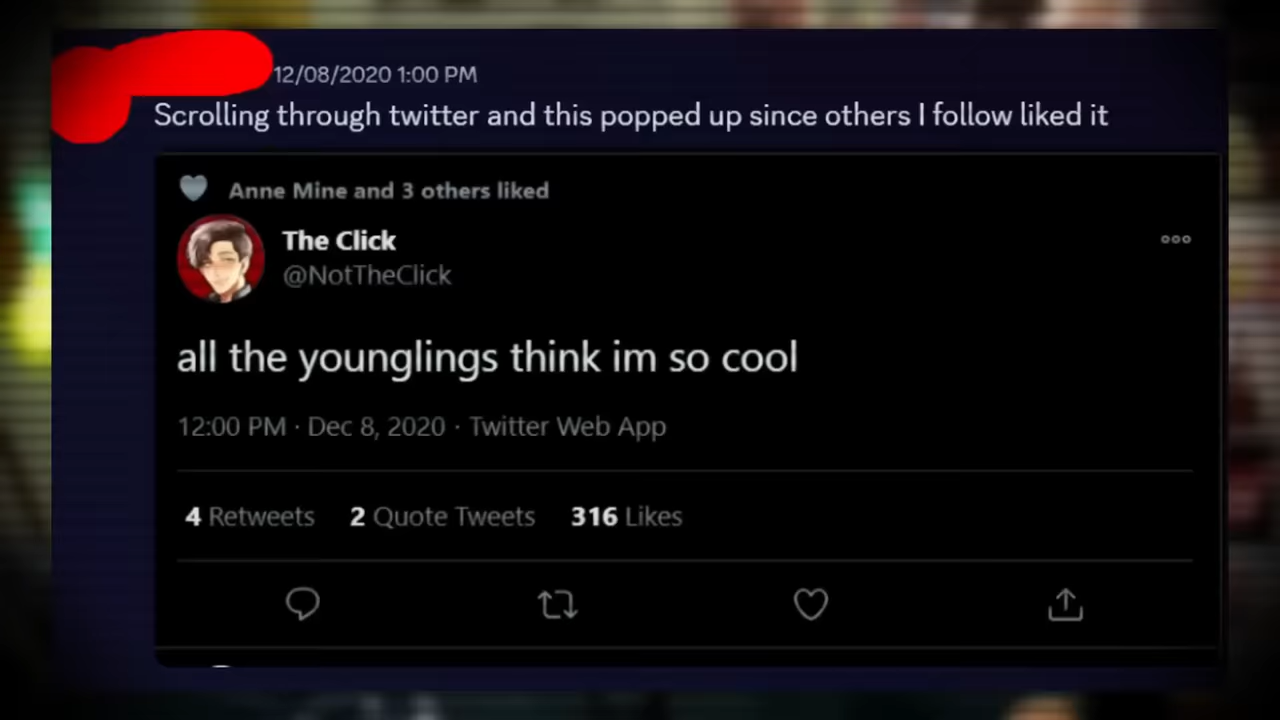 12/08/2020 1:00 PM
Scrolling through twitter and this popped up since others I follow liked it
Anne Mine and 3 others liked
The Click
@NotTheClick
all the younglings think im so cool
12:00 PM · Dec 8, 2020 · Twitter Web App
4 Retweets 2 Quote Tweets 316 Likes